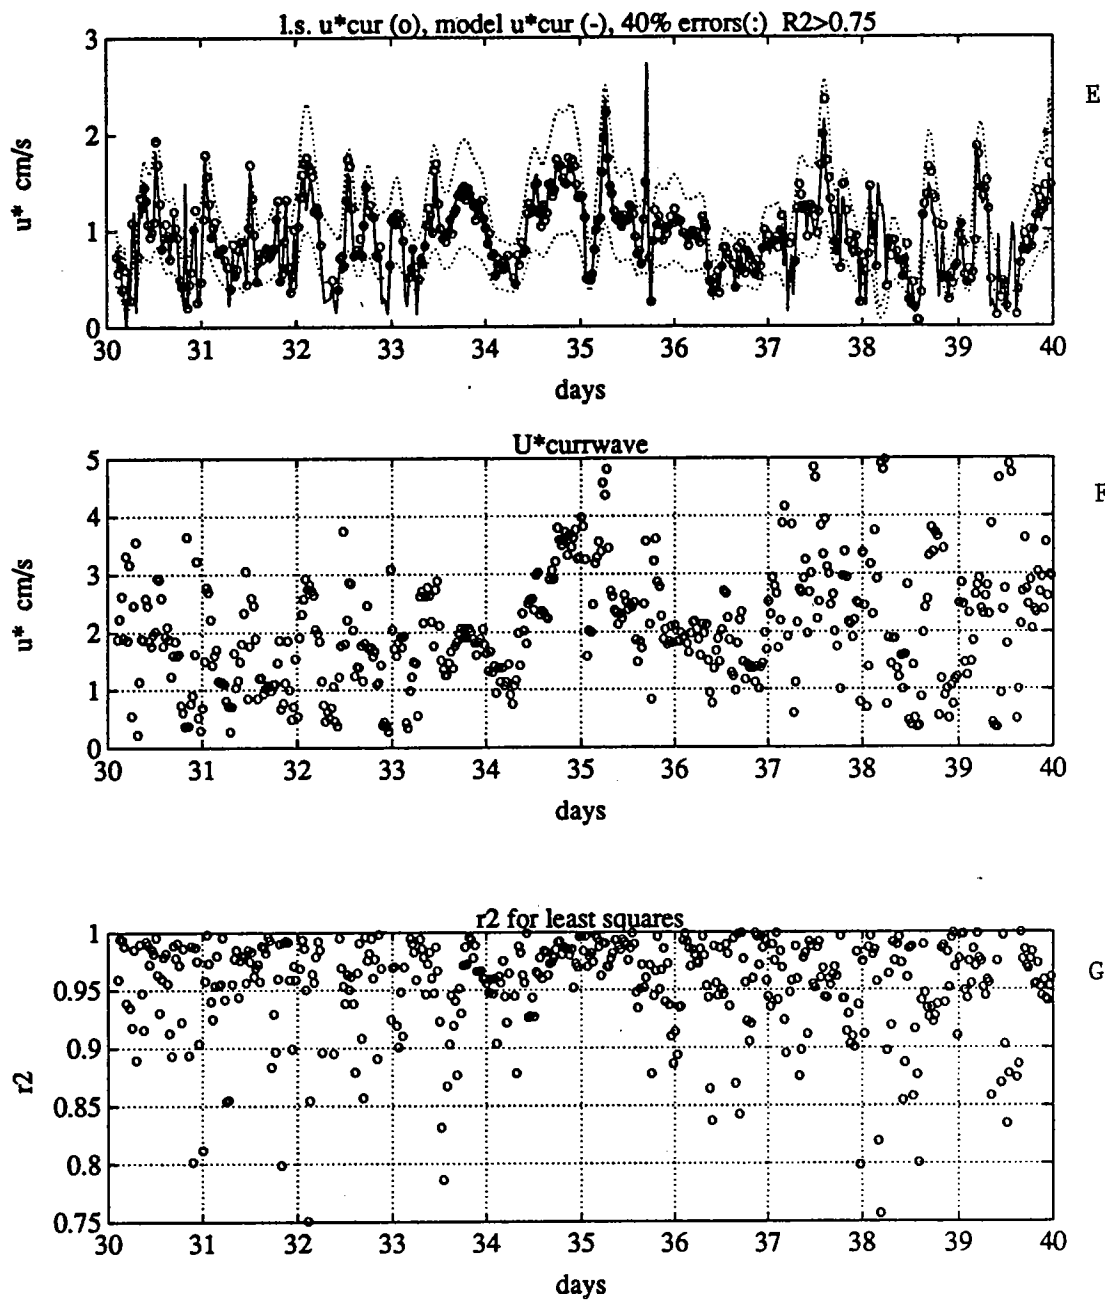 l.s. u*cur (o), model u*cur (-), 40% errors(:) R2>0.75
E
3
2
1
0
u* cm/s
30 31 32 33 34 35 36 37 38 39 40
days
U*currwave
F
5
4
3
2
1
0
u* cm/s
30 31 32 33 34 35 36 37 38 39 40
days
r2 for least squares
G
1
0.95
0.9
0.85
0.8
0.75
r2
30 31 32 33 34 35 36 37 38 39 40
days